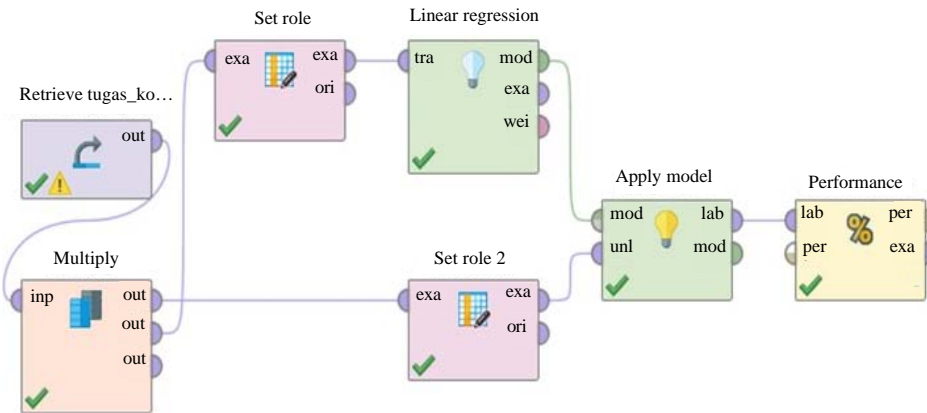 Set role
exa exa
ori
Linear regression
tra mod
exa
wei
Retrieve tugas_ko...
out
Multiply
inp out
out
out
Set role 2
exa exa
ori
Apply model
mod lab
unl mod
Performance
lab per
per exa
%